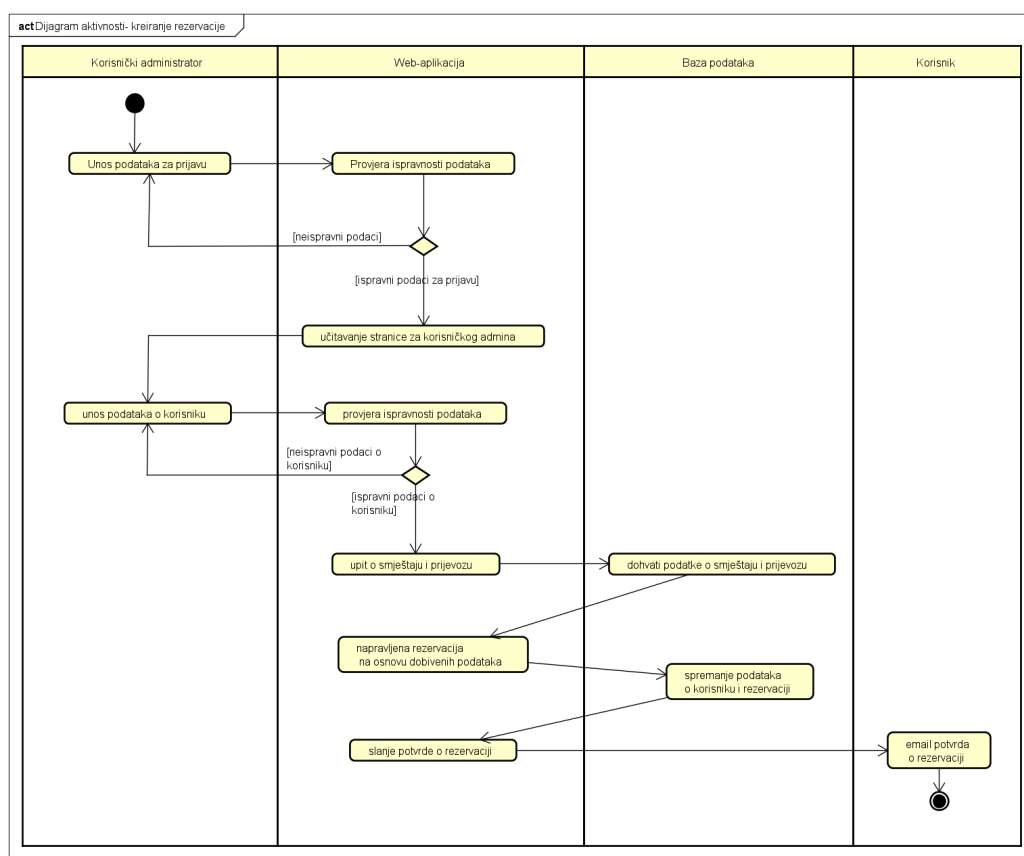 act Dijagram aktivnosti- kreiranje rezervacije
Korisnički administrator
Web-aplikacija
Baza podataka
Korisnik
Unos podataka za prijavu
Provjera ispravnosti podataka
[neispravni podaci]
[ispravni podaci za prijavu]
učitavanje stranice za korisničkog admina
unos podataka o korisniku
provjera ispravnosti podataka
[neispravni podaci o
korisniku]
[ispravni podaci o
korisniku]
upit o smještaju i prijevozu
dohvati podatke o smještaju i prijevozu
napravljena rezervacija
na osnovu dobivenih podataka
spremanje podataka
o korisniku i rezervaciji
slanje potvrde o rezervaciji
email potvrda
o rezervaciji